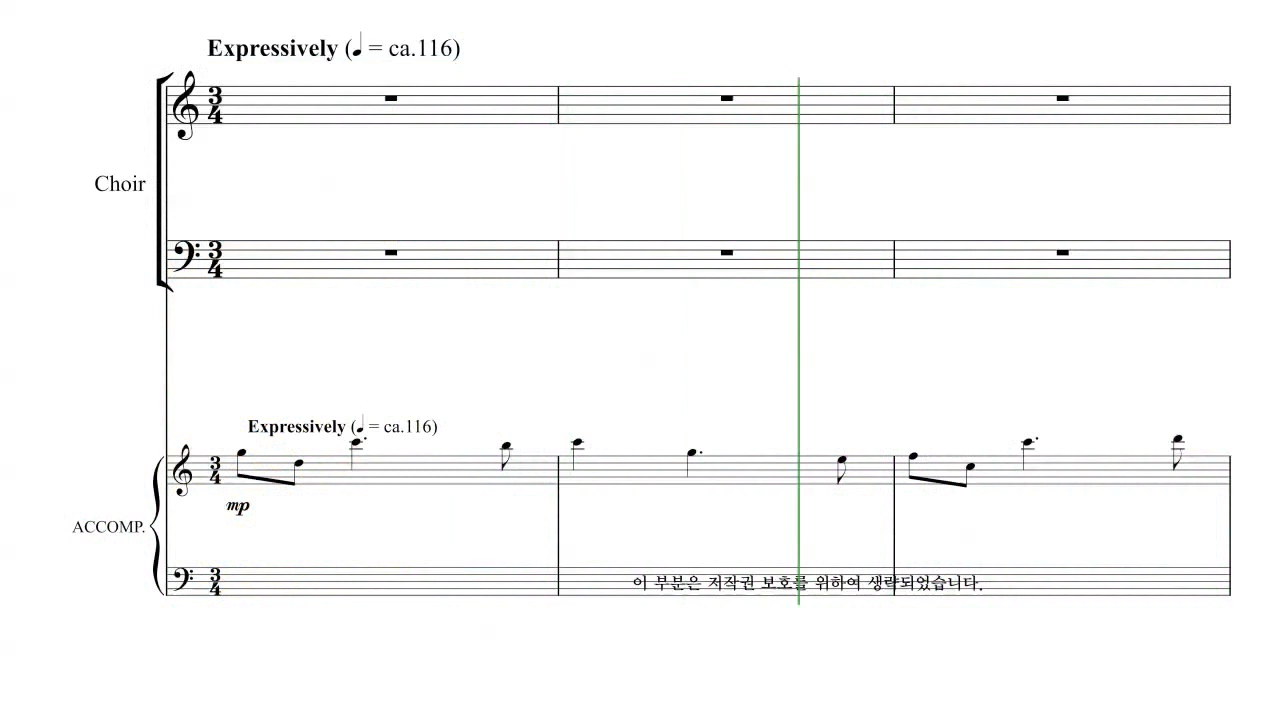 Expressively (♩ = ca.116)
Choir
Expressively (♩ = ca.116)
mp
ACCOMP.
이 부분은 저작권 보호를 위하여 생략되었습니다.